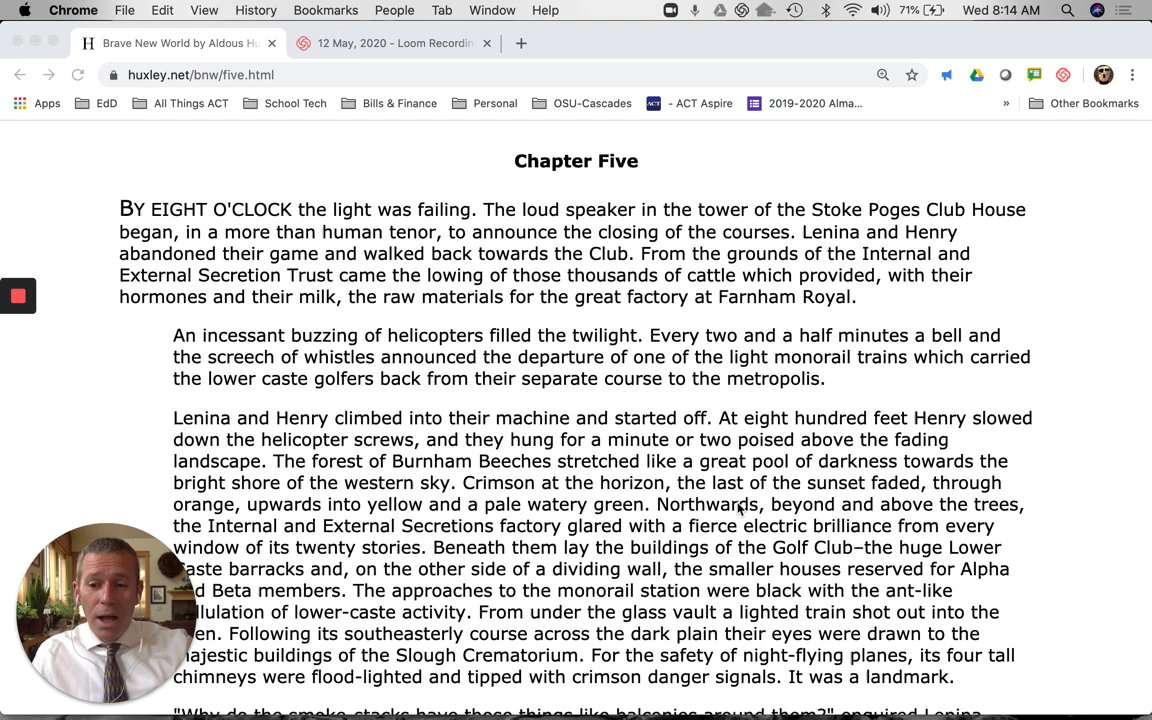 Chrome File Edit View History Bookmarks People Tab Window Help 71% Wed 8:14 AM
H Brave New World by Aldous Hu 12 May, 2020 - Loom Recordin
huxley.net/bnw/five.html
Apps EdD All Things ACT School Tech Bills & Finance Personal OSU-Cascades ACT - ACT Aspire 2019-2020 Alma... » Other Bookmarks
Chapter Five
BY EIGHT O'CLOCK the light was failing. The loud speaker in the tower of the Stoke Poges Club House
began, in a more than human tenor, to announce the closing of the courses. Lenina and Henry
abandoned their game and walked back towards the Club. From the grounds of the Internal and
External Secretion Trust came the lowing of those thousands of cattle which provided, with their
hormones and their milk, the raw materials for the great factory at Farnham Royal.
An incessant buzzing of helicopters filled the twilight. Every two and a half minutes a bell and
the screech of whistles announced the departure of one of the light monorail trains which carried
the lower caste golfers back from their separate course to the metropolis.
Lenina and Henry climbed into their machine and started off. At eight hundred feet Henry slowed
down the helicopter screws, and they hung for a minute or two poised above the fading
landscape. The forest of Burnham Beeches stretched like a great pool of darkness towards the
bright shore of the western sky. Crimson at the horizon, the last of the sunset faded, through
orange, upwards into yellow and a pale watery green. Northwards, beyond and above the trees,
the Internal and External Secretions factory glared with a fierce electric brilliance from every
window of its twenty stories. Beneath them lay the buildings of the Golf Club–the huge Lower
aste barracks and, on the other side of a dividing wall, the smaller houses reserved for Alpha
d Beta members. The approaches to the monorail station were black with the ant-like
llulation of lower-caste activity. From under the glass vault a lighted train shot out into the
en. Following its southeasterly course across the dark plain their eyes were drawn to the
majestic buildings of the Slough Crematorium. For the safety of night-flying planes, its four tall
chimneys were flood-lighted and tipped with crimson danger signals. It was a landmark.
"Why do the smoke-stacks have those things like balconies around them?" enquired Lenina